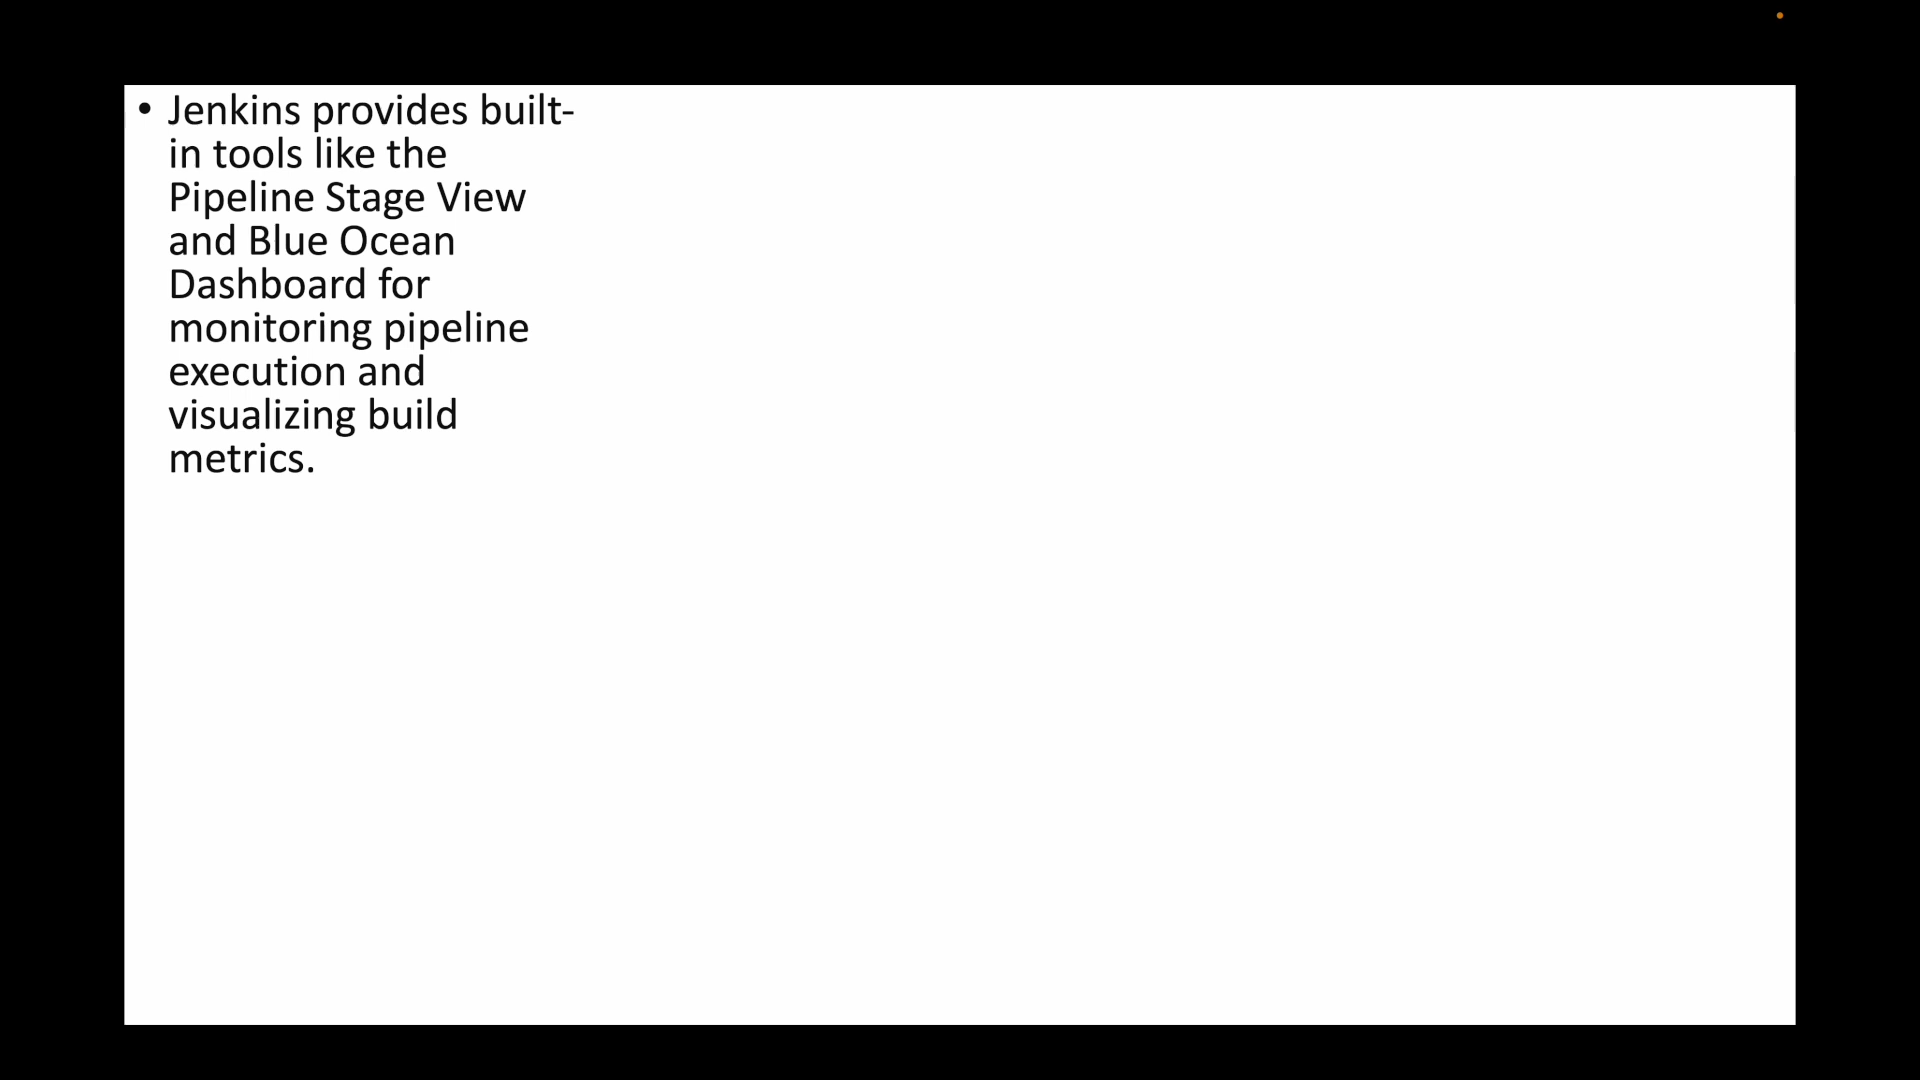 • Jenkins provides built-
in tools like the
Pipeline Stage View
and Blue Ocean
Dashboard for
monitoring pipeline
execution and
visualizing build
metrics.